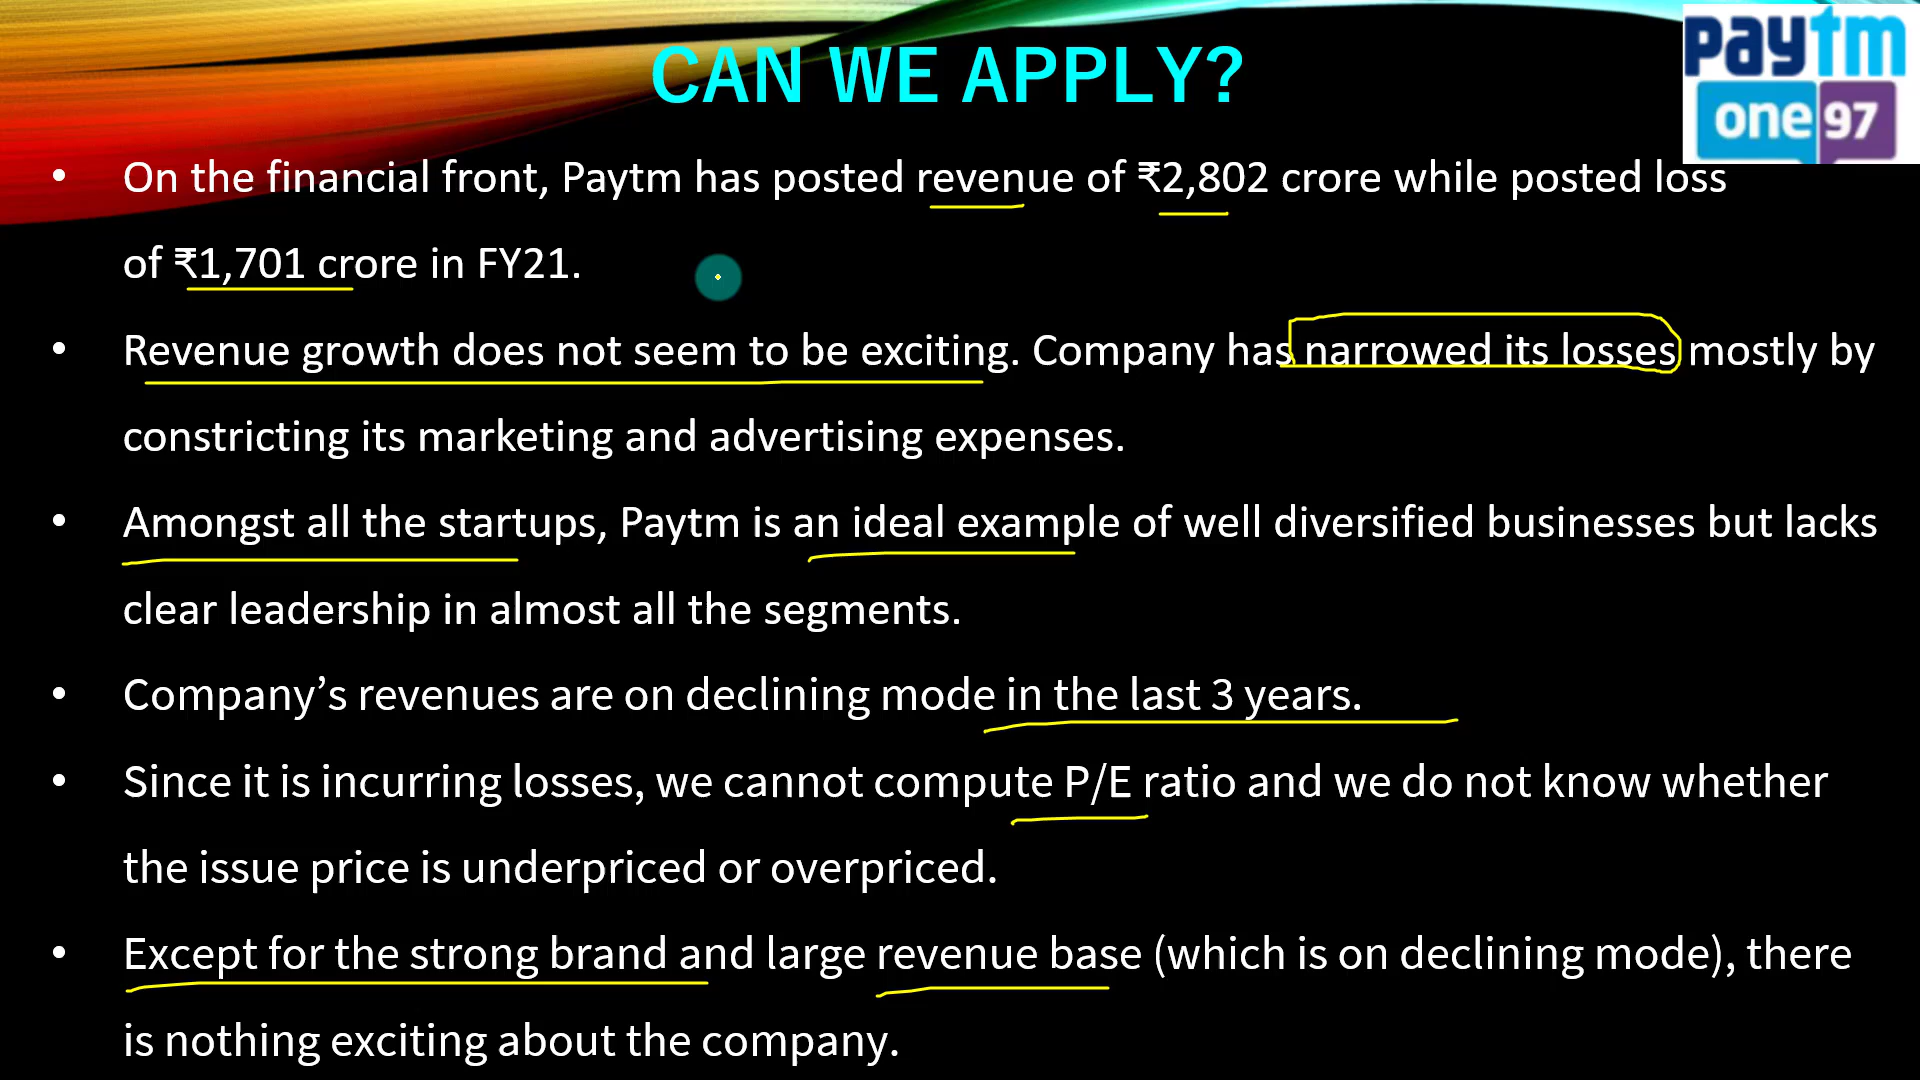 CAN WE APPLY?
paytm
one 97
• On the financial front, Paytm has posted revenue of ₹2,802 crore while posted loss
of ₹1,701 crore in FY21.
• Revenue growth does not seem to be exciting. Company has narrowed its losses mostly by
constricting its marketing and advertising expenses.
• Amongst all the startups, Paytm is an ideal example of well diversified businesses but lacks
clear leadership in almost all the segments.
• Company’s revenues are on declining mode in the last 3 years.
• Since it is incurring losses, we cannot compute P/E ratio and we do not know whether
the issue price is underpriced or overpriced.
• Except for the strong brand and large revenue base (which is on declining mode), there
is nothing exciting about the company.